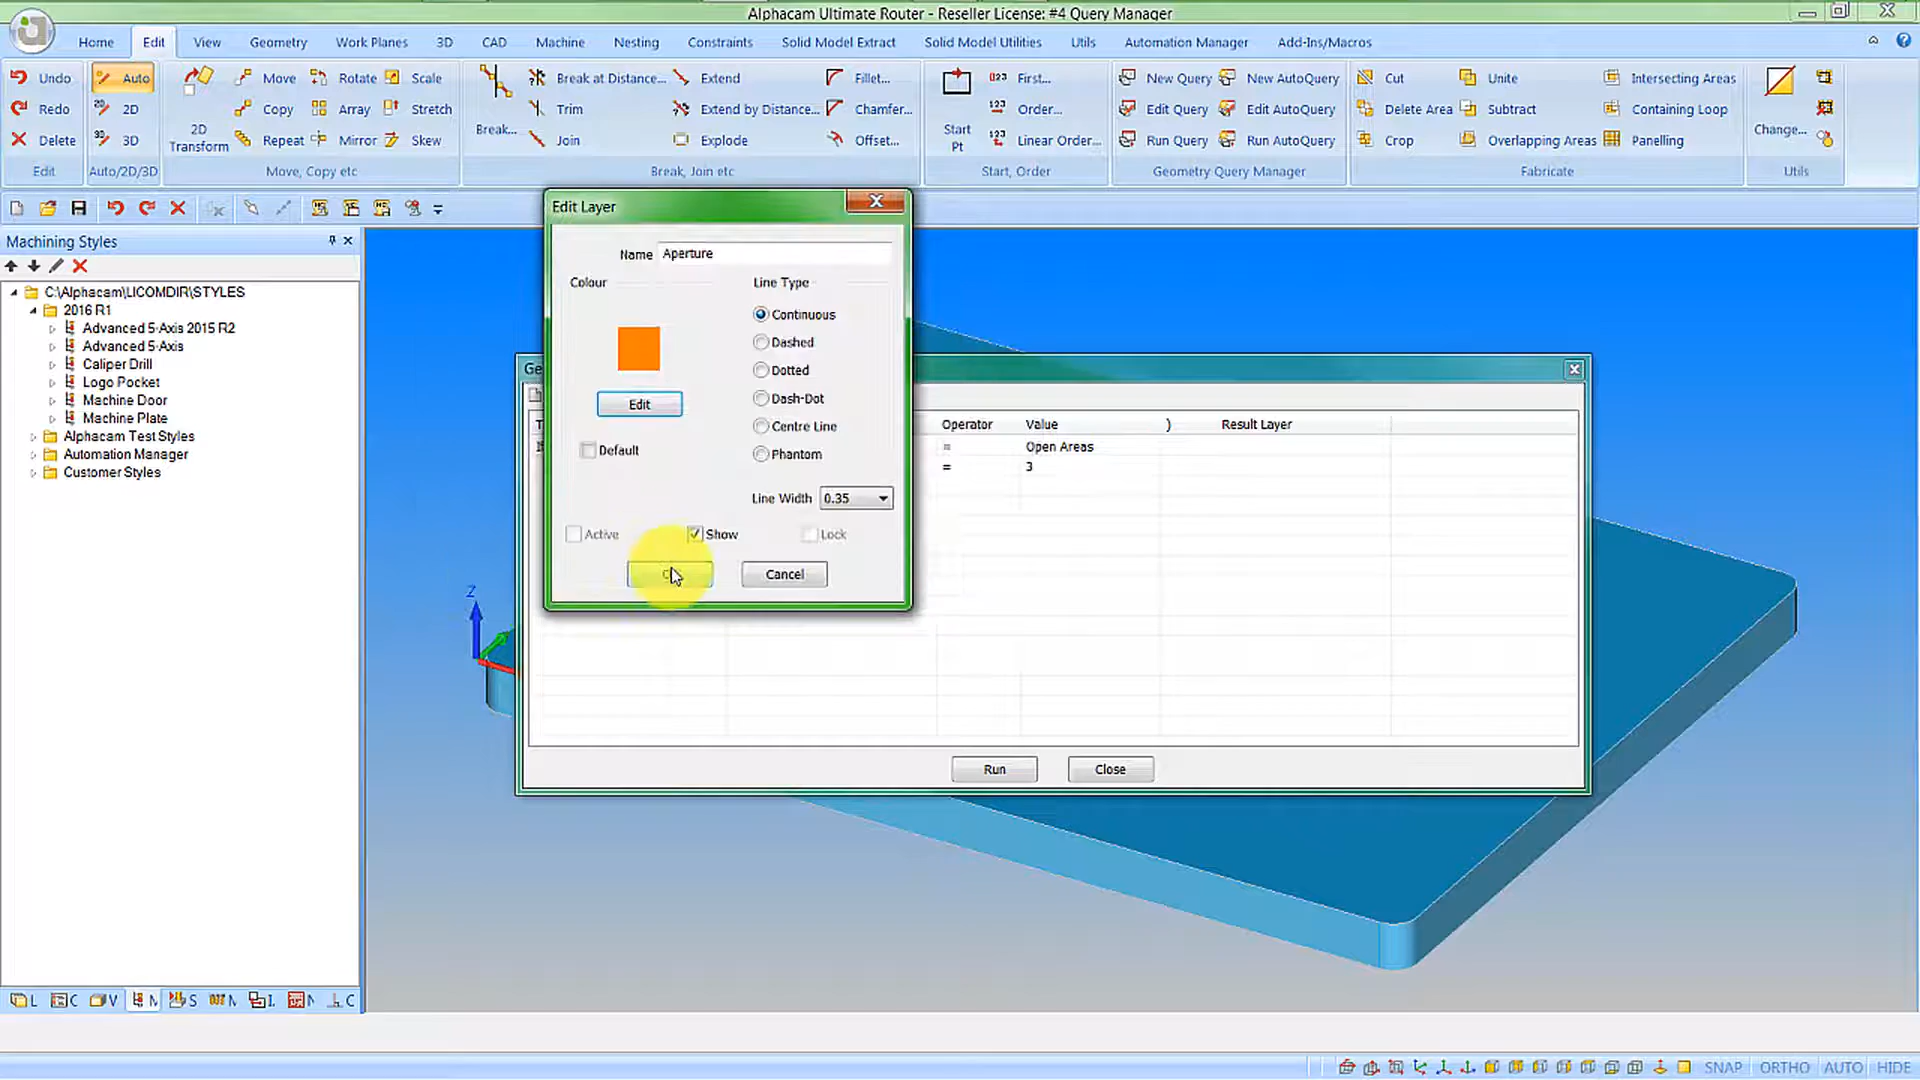 Alphacam Ultimate Router - Reseller License: #4 Query Manager
Home Edit View Geometry Work Planes 3D CAD Machine Nesting Constraints Solid Model Extract Solid Model Utilities Utils Automation Manager Add-Ins/Macros
Undo Auto Move Rotate Scale Break at Distance... Extend Fillet... First... New Query New AutoQuery Cut Unite Intersecting Areas
Redo 2D Copy Array Stretch Trim Extend by Distance... Chamfer... Order... Edit Query Edit AutoQuery Delete Area Subtract Containing Loop
2D Transform Break... Start Pt Change...
Delete 3D Repeat Mirror Skew Join Explode Offset... Linear Order... Run Query Run AutoQuery Crop Overlapping Areas Panelling
Edit Auto/2D/3D Move, Copy etc Break, Join etc Start, Order Geometry Query Manager Fabricate Utils
Machining Styles
C:\Alphacam\LICOMDIR\STYLES
2016 R1
Advanced 5-Axis 2015 R2
Advanced 5-Axis
Caliper Drill
Logo Pocket
Machine Door
Machine Plate
Alphacam Test Styles
Automation Manager
Customer Styles
L C V M S M I. M C
Edit Layer
Name Aperture
Colour Line Type
Continuous
Dashed
Dotted
Edit
Dash-Dot
Centre Line
Default
Phantom
Line Width 0.35
Active Show Lock
Cancel
Ge
Operator Value ) Result Layer
= Open Areas
= 3
Run Close
Z
SNAP ORTHO AUTO HIDE